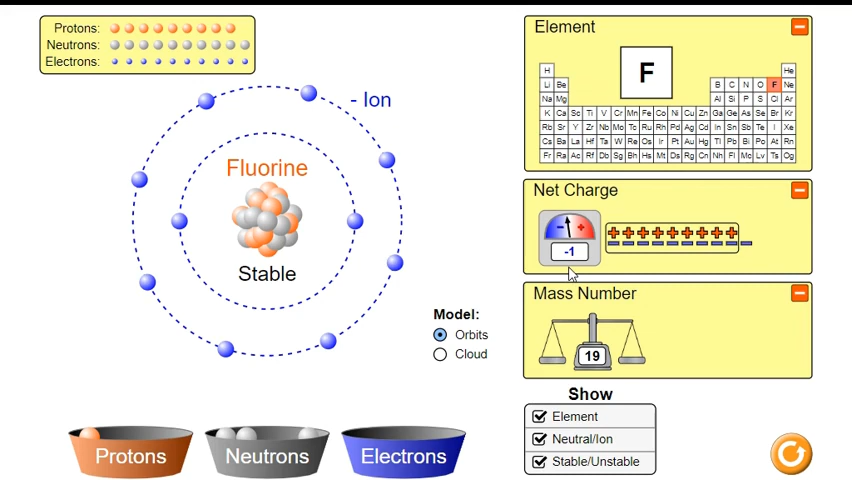 Protons:
Neutrons:
Electrons:
- Ion
Fluorine
Stable
Model:
Orbits
Cloud
Protons
Neutrons
Electrons
Element
F
H He
Li Be B C N O F Ne
Na Mg Al Si P S Cl Ar
K Ca Sc Ti V Cr Mn Fe Co Ni Cu Zn Ga Ge As Se Br Kr
Rb Sr Y Zr Nb Mo Tc Ru Rh Pd Ag Cd In Sn Sb Te I Xe
Cs Ba La Hf Ta W Re Os Ir Pt Au Hg Tl Pb Bi Po At Rn
Fr Ra Ac Rf Db Sg Bh Hs Mt Ds Rg Cn Nh Fl Mc Lv Ts Og
Net Charge
- +
-1
Mass Number
19
Show
Element
Neutral/Ion
Stable/Unstable